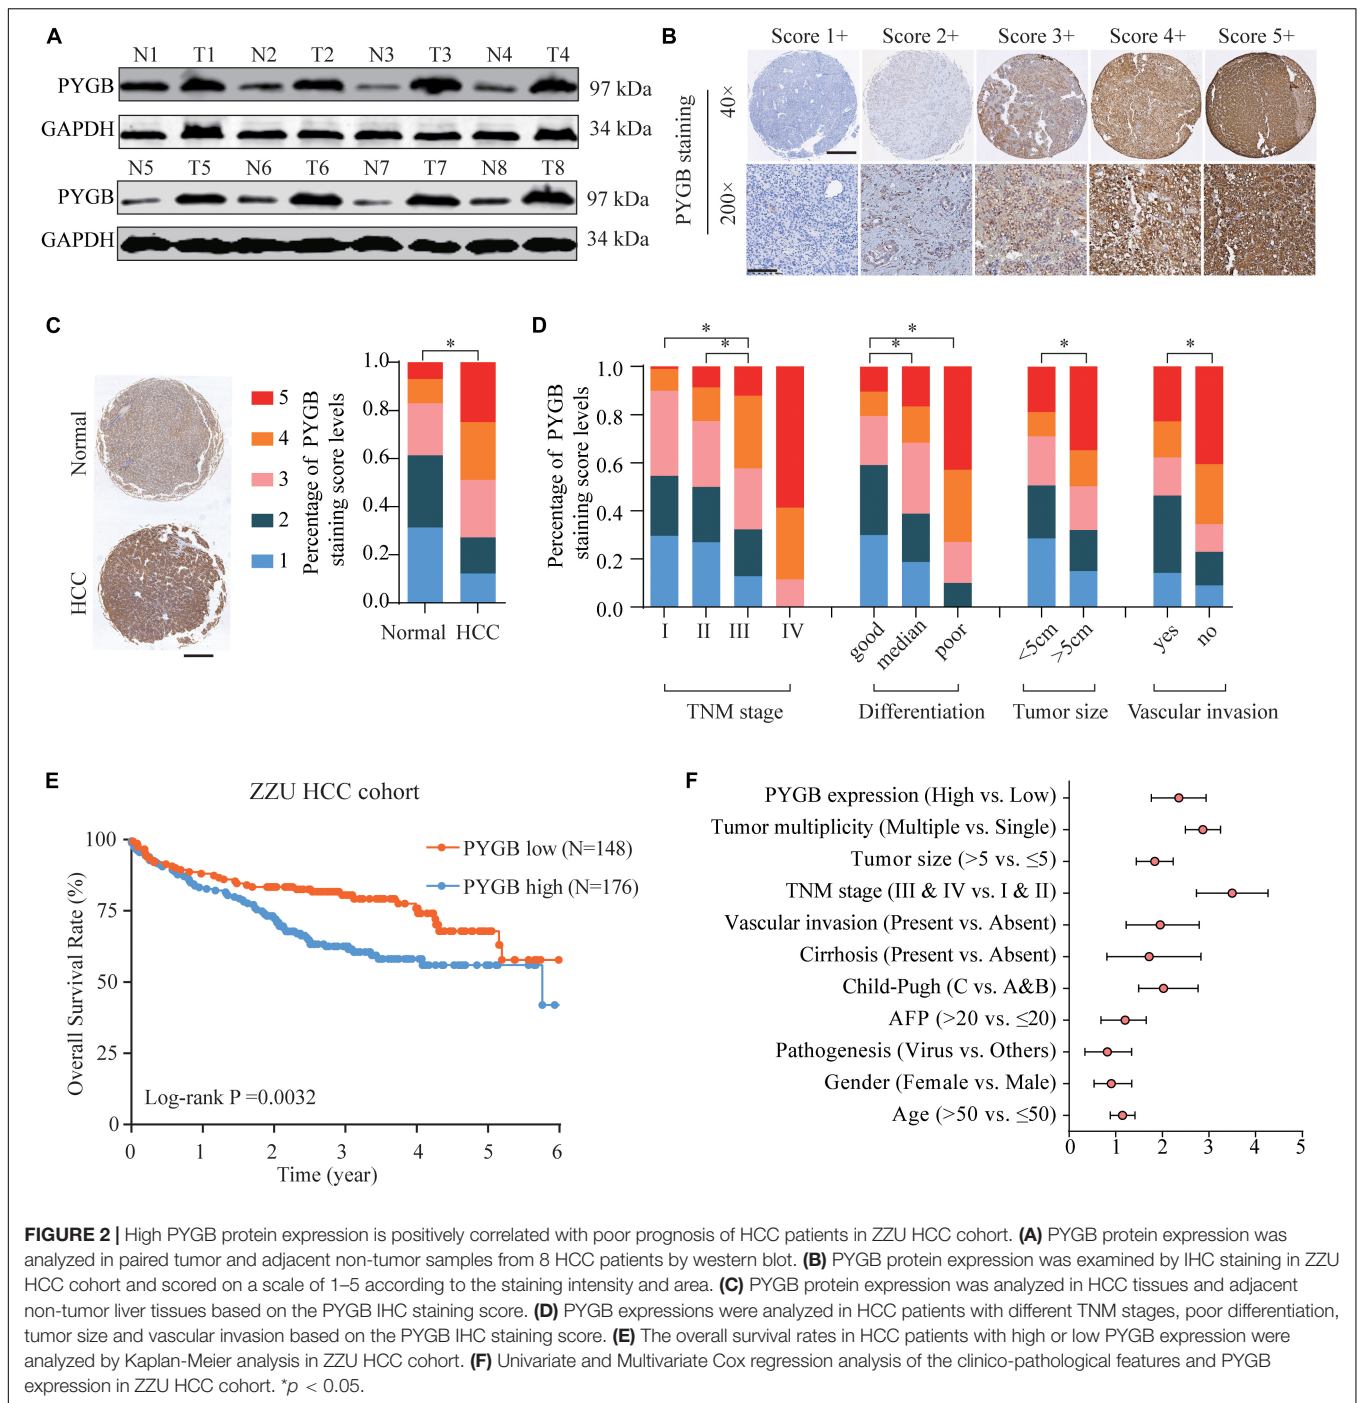 A
N1 T1 N2 T2 N3 T3 N4 T4
PYGB 97 kDa
GAPDH 34 kDa
N5 T5 N6 T6 N7 T7 N8 T8
PYGB 97 kDa
GAPDH 34 kDa
B
Score 1+ Score 2+ Score 3+ Score 4+ Score 5+
PYGB staining
40×
200×
C
Normal
HCC
5
4
3
2
1
Percentage of PYGB
staining score levels
1.0
0.8
0.6
0.4
0.2
0.0
*
Normal HCC
D
Percentage of PYGB
staining score levels
1.0
0.8
0.6
0.4
0.2
0.0
* * * * * *
I II III IV good median poor <5cm >5cm yes no
TNM stage Differentiation Tumor size Vascular invasion
E
ZZU HCC cohort
Overall Survival Rate (%)
100
75
50
25
0
PYGB low (N=148)
PYGB high (N=176)
Log-rank P =0.0032
0 1 2 3 4 5 6
Time (year)
F
PYGB expression (High vs. Low)
Tumor multiplicity (Multiple vs. Single)
Tumor size (>5 vs. ≤5)
TNM stage (III & IV vs. I & II)
Vascular invasion (Present vs. Absent)
Cirrhosis (Present vs. Absent)
Child-Pugh (C vs. A&B)
AFP (>20 vs. ≤20)
Pathogenesis (Virus vs. Others)
Gender (Female vs. Male)
Age (>50 vs. ≤50)
0 1 2 3 4 5
FIGURE 2 | High PYGB protein expression is positively correlated with poor prognosis of HCC patients in ZZU HCC cohort. (A) PYGB protein expression was
analyzed in paired tumor and adjacent non-tumor samples from 8 HCC patients by western blot. (B) PYGB protein expression was examined by IHC staining in ZZU
HCC cohort and scored on a scale of 1–5 according to the staining intensity and area. (C) PYGB protein expression was analyzed in HCC tissues and adjacent
non-tumor liver tissues based on the PYGB IHC staining score. (D) PYGB expressions were analyzed in HCC patients with different TNM stages, poor differentiation,
tumor size and vascular invasion based on the PYGB IHC staining score. (E) The overall survival rates in HCC patients with high or low PYGB expression were
analyzed by Kaplan-Meier analysis in ZZU HCC cohort. (F) Univariate and Multivariate Cox regression analysis of the clinico-pathological features and PYGB
expression in ZZU HCC cohort. *p < 0.05.